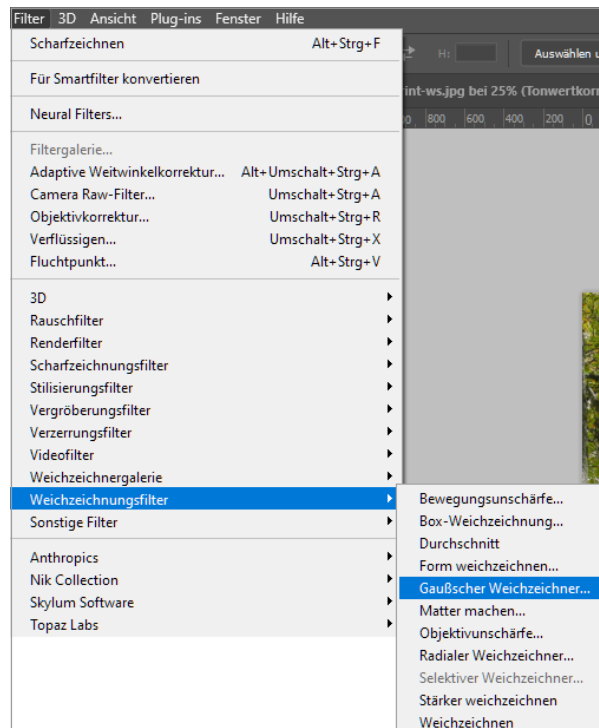 Filter 3D Ansicht Plug-ins Fenster Hilfe
Scharfzeichnen Alt+Strg+F
Für Smartfilter konvertieren
Neural Filters...
Filtergalerie...
Adaptive Weitwinkelkorrektur... Alt+Umschalt+Strg+A
Camera Raw-Filter... Umschalt+Strg+A
Objektivkorrektur... Umschalt+Strg+R
Verflüssigen... Umschalt+Strg+X
Fluchtpunkt... Alt+Strg+V
3D
Rauschfilter
Renderfilter
Scharfzeichnungsfilter
Stilisierungsfilter
Vergröberungsfilter
Verzerrungsfilter
Videofilter
Weichzeichnergalerie
Weichzeichnungsfilter
Sonstige Filter
Anthropics
Nik Collection
Skylum Software
Topaz Labs
H: Auswählen u
int-ws.jpg bei 25% (Tonwertkorr
800 600 400 200 0
Bewegungsunschärfe...
Box-Weichzeichnung...
Durchschnitt
Form weichzeichnen...
Gaußscher Weichzeichner...
Matter machen...
Objektivunschärfe...
Radialer Weichzeichner...
Selektiver Weichzeichner...
Stärker weichzeichnen
Weichzeichnen